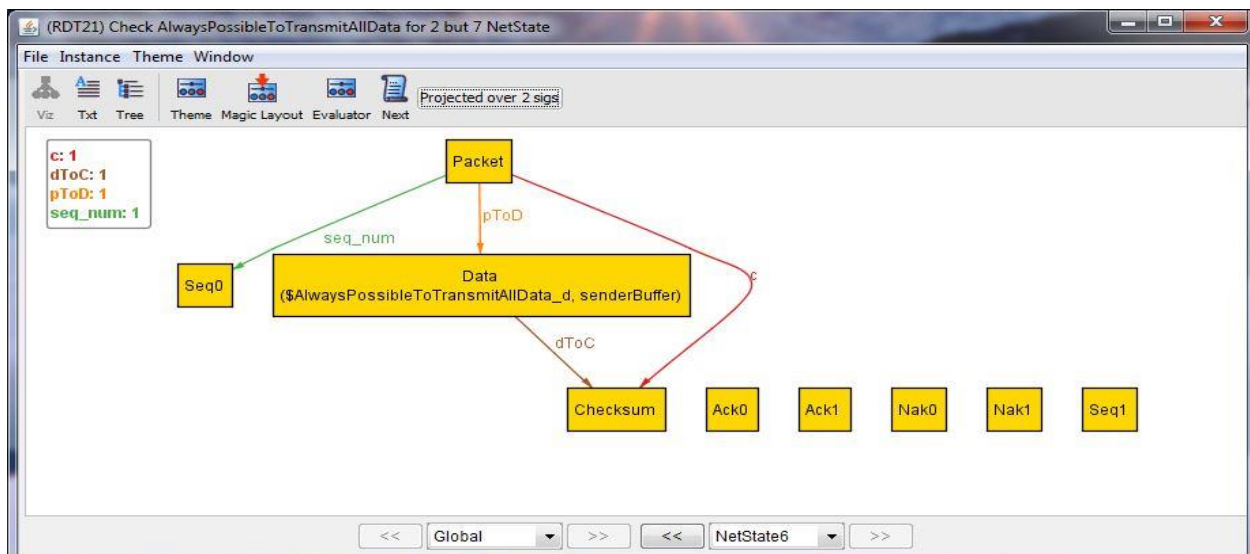 (RDT21) Check AlwaysPossibleToTransmitAllData for 2 but 7 NetState
File Instance Theme Window
Viz Txt Tree Theme Magic Layout Evaluator Next Projected over 2 sigs
c: 1
dToC: 1
pToD: 1
seq_num: 1
Packet
pToD
seq_num
c
Seq0
Data
($AlwaysPossibleToTransmitAllData_d, senderBuffer)
dToC
Checksum Ack0 Ack1 Nak0 Nak1 Seq1
<< Global >> << NetState6 >>